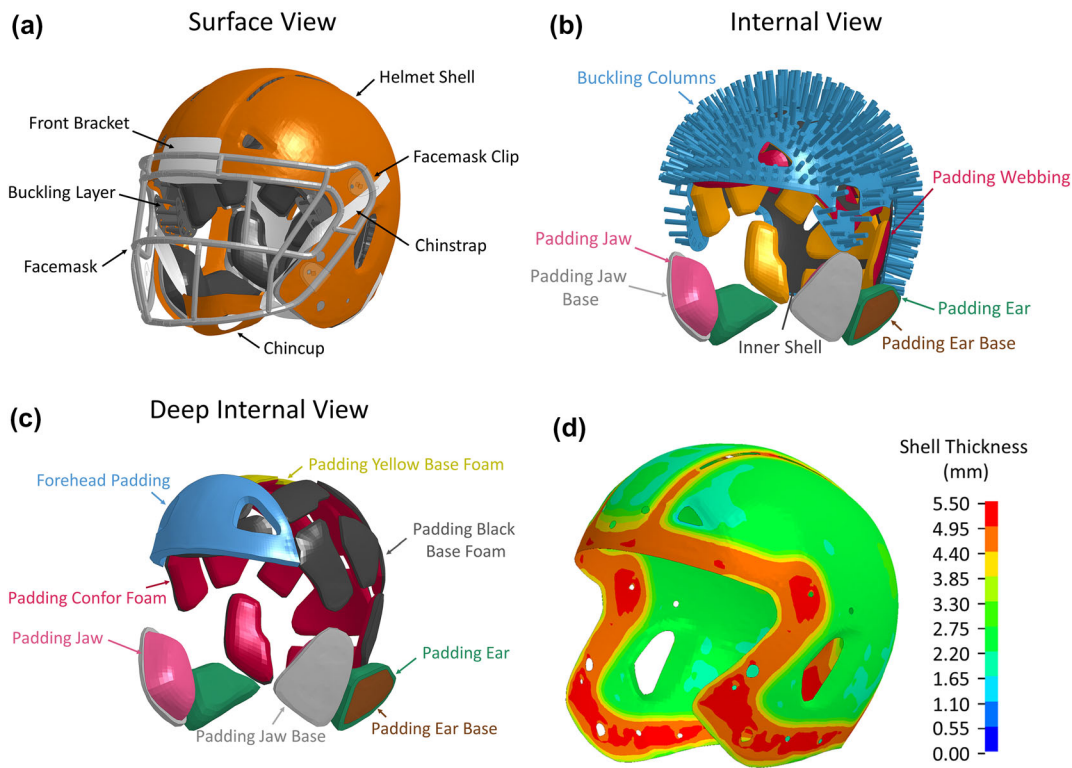 (a)
Surface View
Helmet Shell
Front Bracket
Facemask Clip
Buckling Layer
Chinstrap
Facemask
Chincup
(b)
Internal View
Buckling Columns
Padding Webbing
Padding Jaw
Padding Jaw
Base
Padding Ear
Inner Shell
Padding Ear Base
(c)
Deep Internal View
Padding Yellow Base Foam
Forehead Padding
Padding Black
Base Foam
Padding Confor Foam
Padding Jaw
Padding Ear
Padding Jaw Base
Padding Ear Base
(d)
Shell Thickness
(mm)
5.50
4.95
4.40
3.85
3.30
2.75
2.20
1.65
1.10
0.55
0.00